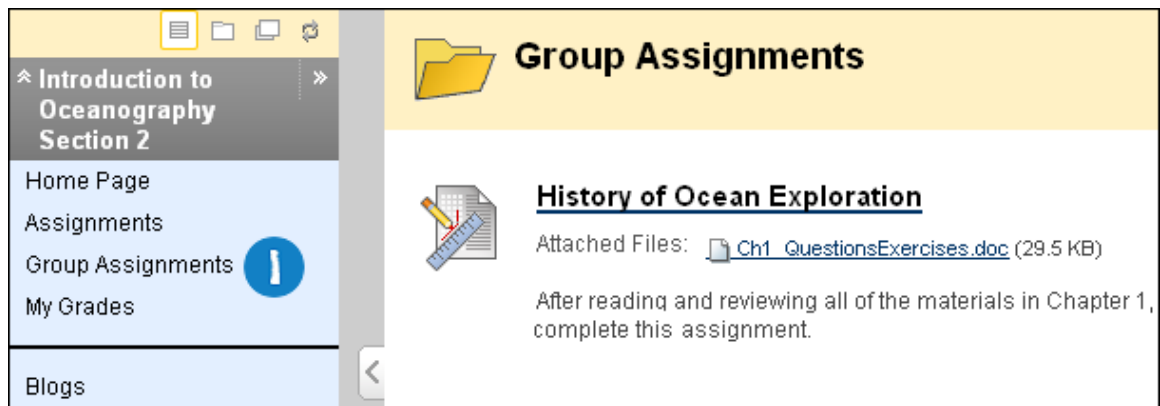 Introduction to
Oceanography
Section 2
Home Page
Assignments
Group Assignments
1
My Grades
Blogs
Group Assignments
History of Ocean Exploration
Attached Files: Ch1_QuestionsExercises.doc (29.5 KB)
After reading and reviewing all of the materials in Chapter 1,
complete this assignment.